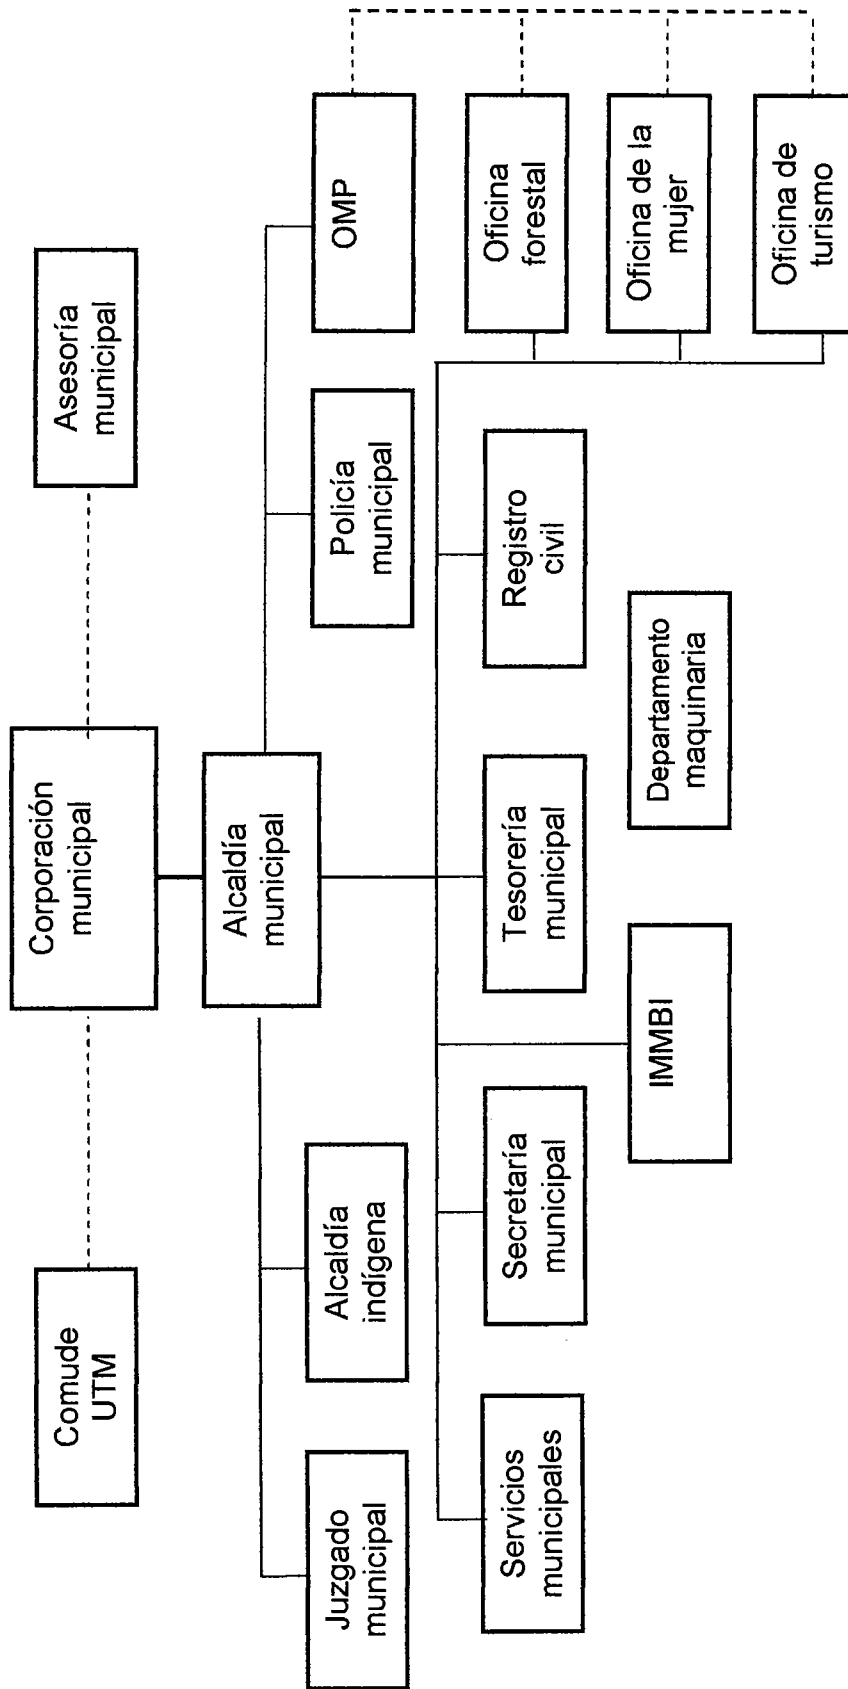 Corporación
municipal
Comude
UTM
Asesoría
municipal
Alcaldía
municipal
Juzgado
municipal
Alcaldía
indígena
Policía
municipal
OMP
Servicios
municipales
Secretaría
municipal
Tesorería
municipal
Registro
civil
Oficina
forestal
Oficina de la
mujer
Oficina de
turismo
IMMBI
Departamento
maquinaria